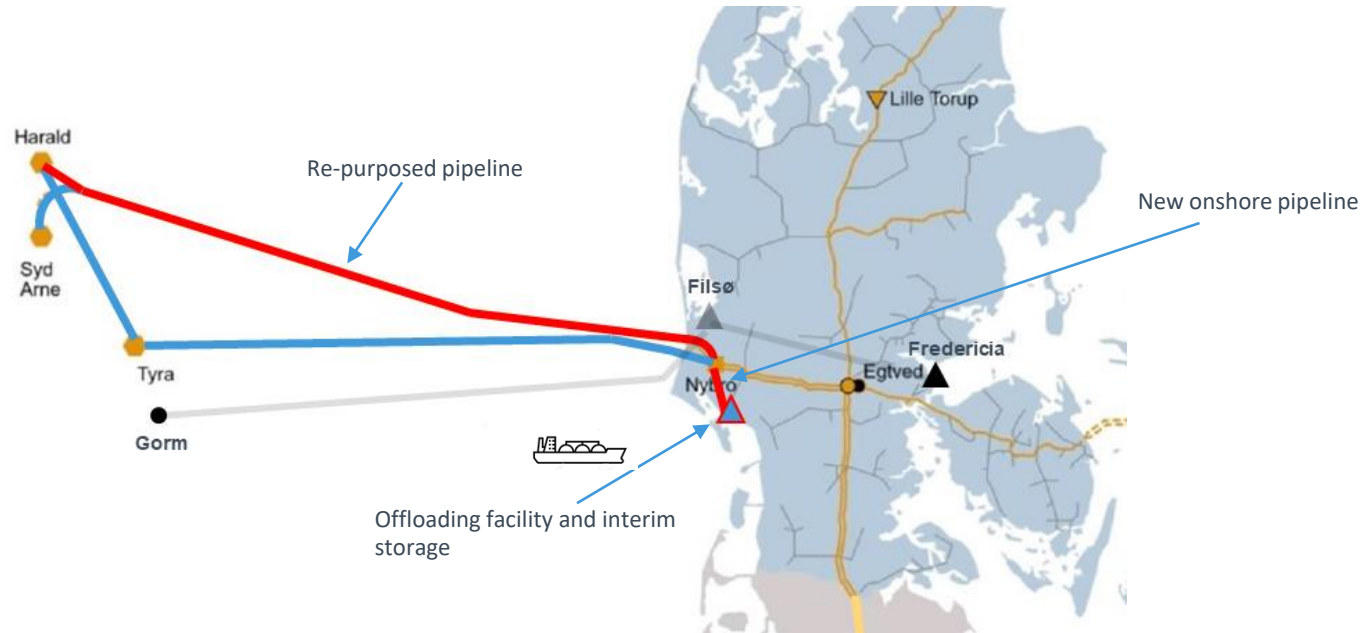 Lille Torup
Harald
Re-purposed pipeline
New onshore pipeline
Syd
Arne
Filsø
Fredericia
Egtved
Tyra
Nybro
Gorm
Offloading facility and interim
storage